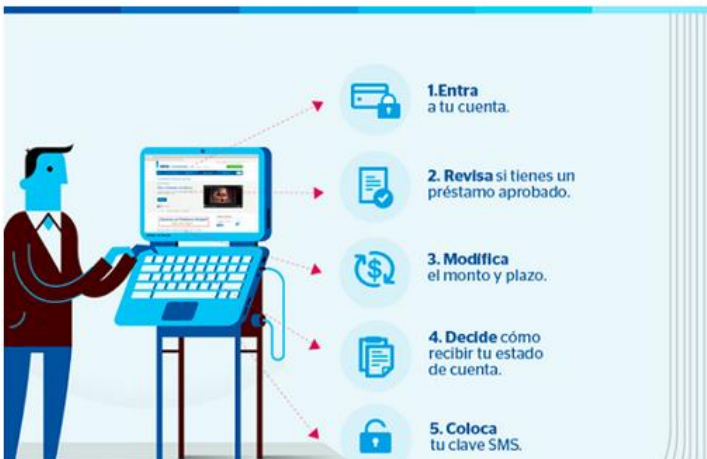 1.Entra
a tu cuenta.
2. Revisa si tienes un
préstamo aprobado.
3. Modifica
el monto y plazo.
4. Decide cómo
recibir tu estado
de cuenta.
5. Coloca
tu clave SMS.